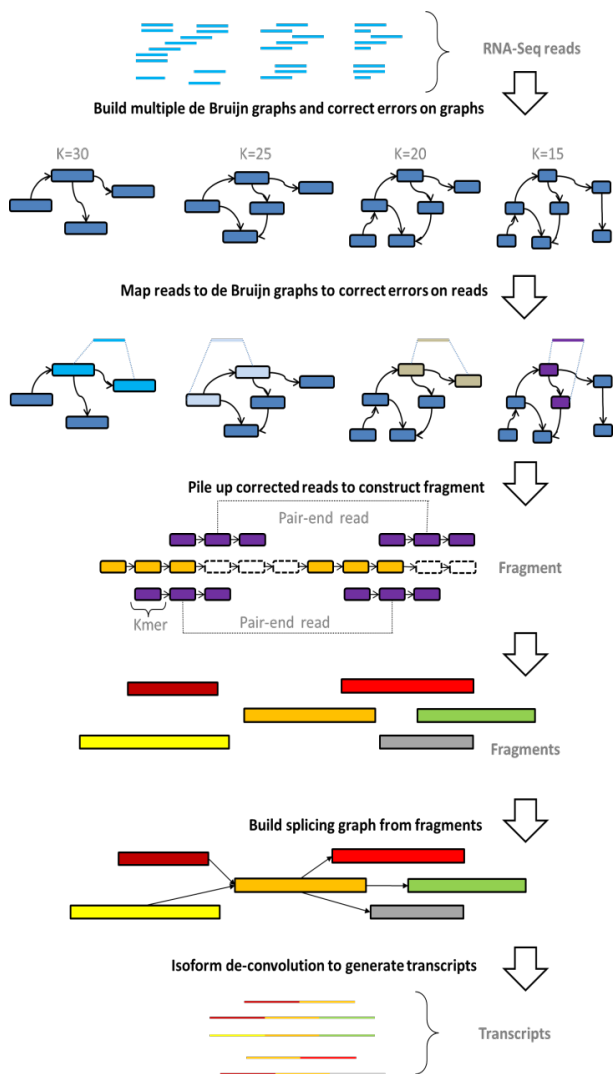 RNA-Seq reads
Build multiple de Bruijn graphs and correct errors on graphs
K=30 K=25 K=20 K=15
Map reads to de Bruijn graphs to correct errors on reads
Pile up corrected reads to construct fragment
Pair-end read
Fragment
Kmer
Pair-end read
Fragments
Build splicing graph from fragments
Isoform de-convolution to generate transcripts
Transcripts